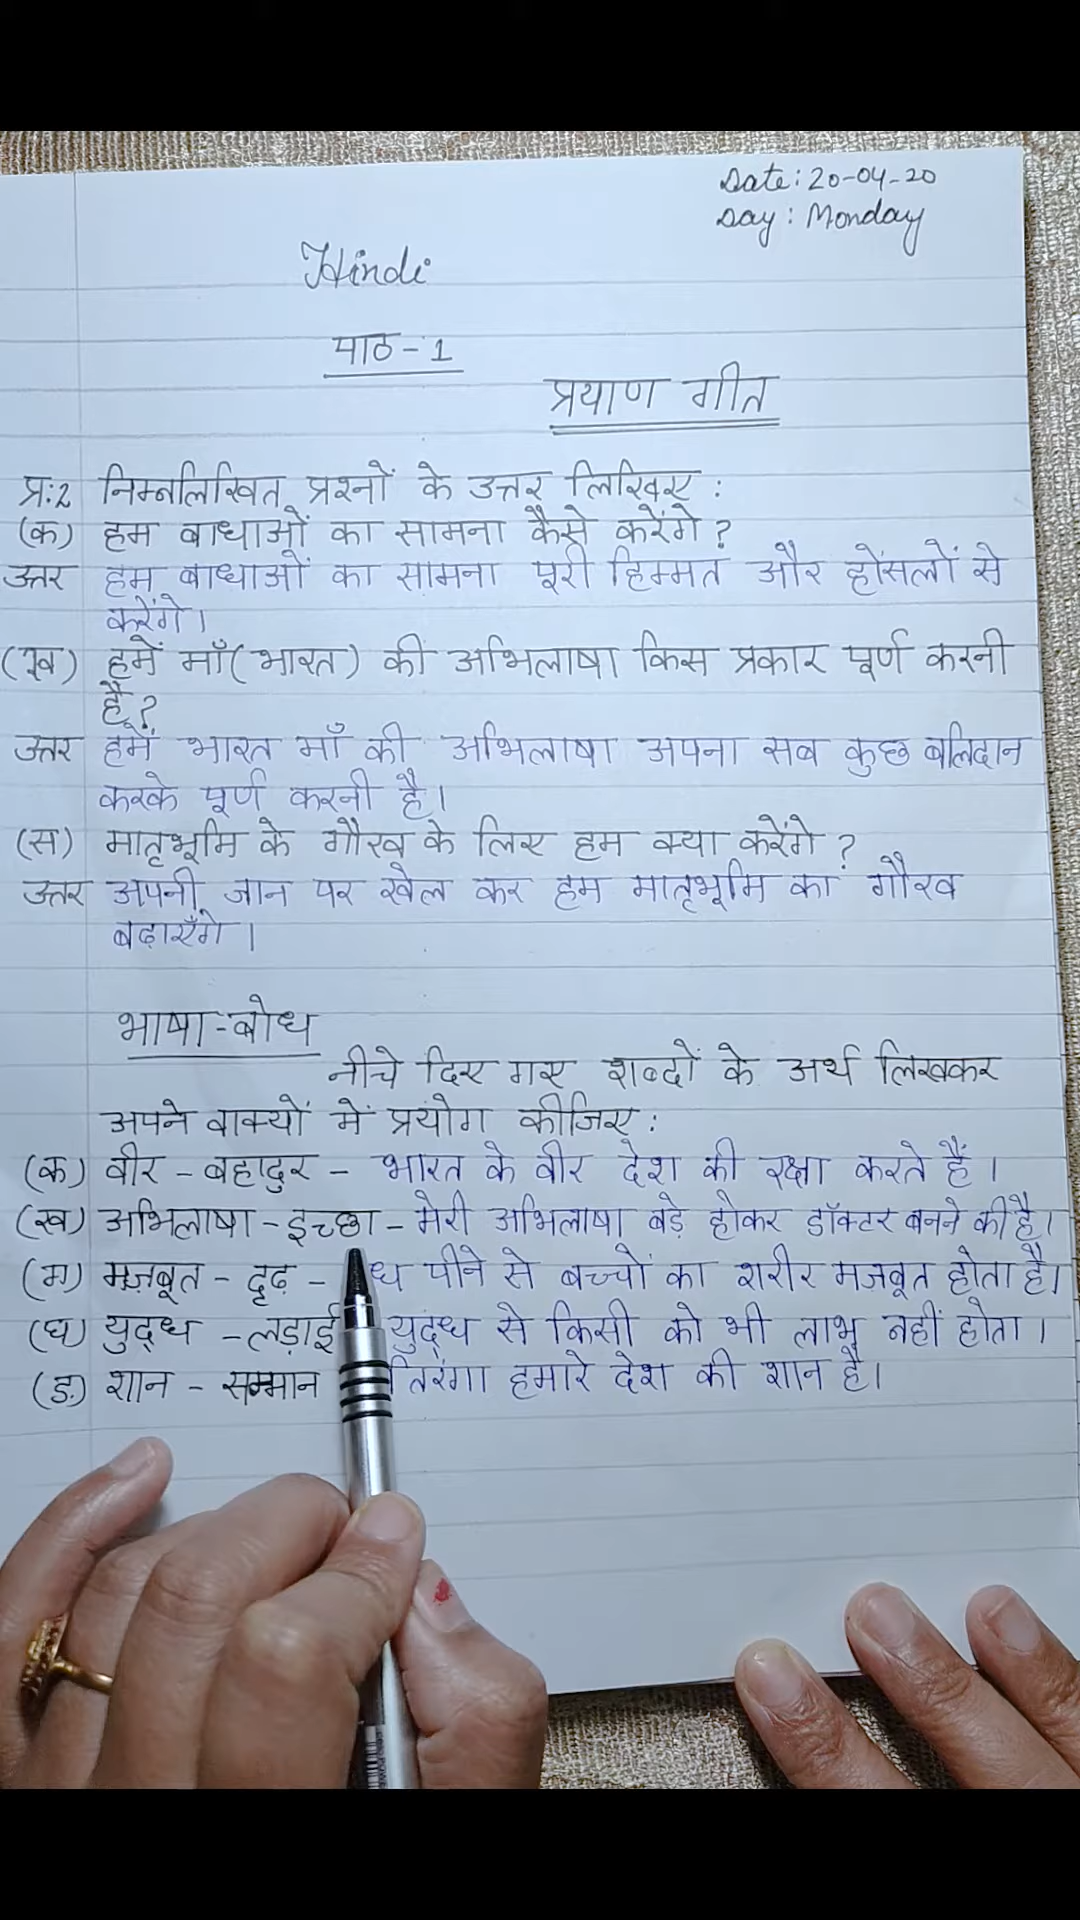 Date: 20-04-20
Day: Monday
Hindi
पाठ - 1
प्रयाण गीत
प्र:2 निम्नलिखित प्रश्नों के उत्तर लिखिए :
(क) हम बाधाओं का सामना कैसे करेंगे ?
उत्तर हम बाधाओं का सामना पूरी हिम्मत और होंसलों से
करेंगे।
(ख) हमें माँ (भारत) की अभिलाषा किस प्रकार पूर्ण करनी
है ?
उत्तर हमें भारत माँ की अभिलाषा अपना सब कुछ बलिदान
करके पूर्ण करनी है।
(स) मातृभूमि के गौरव के लिए हम क्या करेंगे ?
उत्तर अपनी जान पर खेल कर हम मातृभूमि का गौरव
बढ़ाएँगे।
भाषा-बोध
नीचे दिए गए शब्दों के अर्थ लिखकर
अपने वाक्यों में प्रयोग कीजिए :
(क) वीर - बहादुर - भारत के वीर देश की रक्षा करते हैं।
(ख) अभिलाषा - इच्छा - मेरी अभिलाषा बड़े होकर डॉक्टर बनने की है।
(ग) मज़बूत - दृढ़ - पीने से बच्चों का शरीर मज़बूत होता है।
(घ) युद्ध - लड़ाई युद्ध से किसी को भी लाभ नहीं होता।
(ङ) शान - सम्मान तिरंगा हमारे देश की शान है।